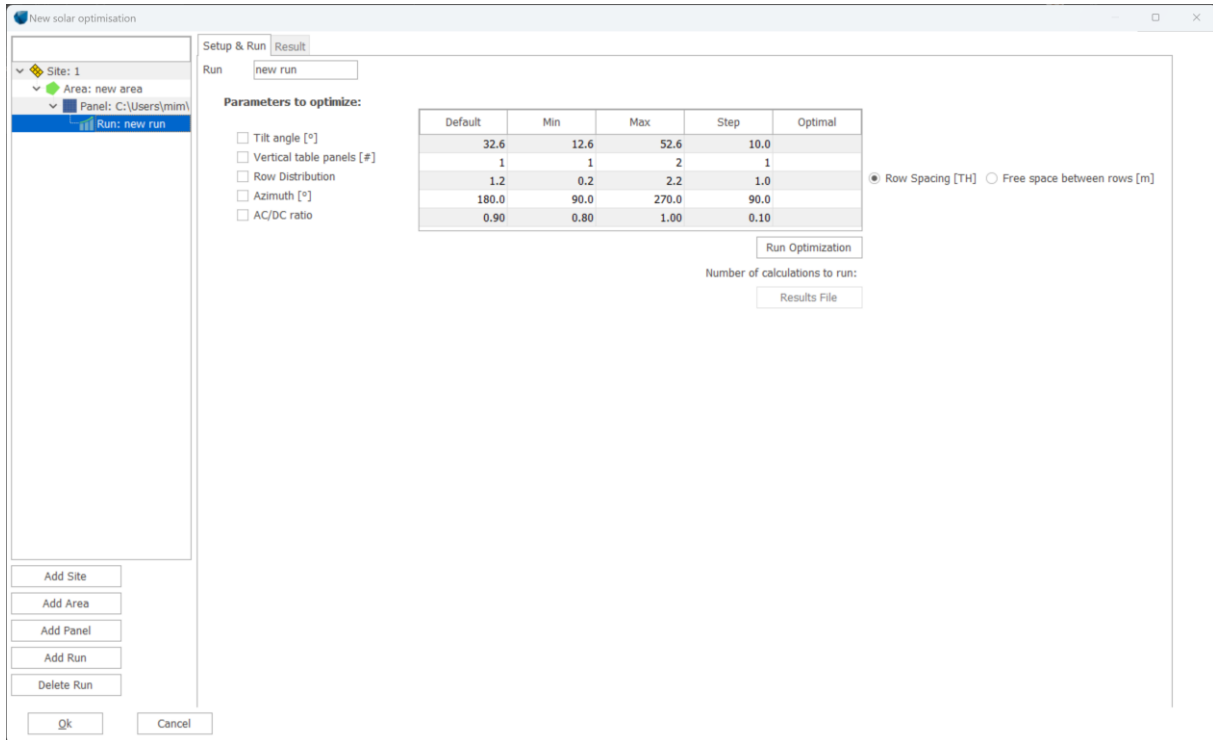 New solar optimisation
Setup & Run Result
Site: 1
Area: new area
Panel: C:\Users\mim\
Run: new run
Run new run
Parameters to optimize:
Default Min Max Step Optimal
Tilt angle [°] 32.6 12.6 52.6 10.0
Vertical table panels [#] 1 1 2 1
Row Distribution 1.2 0.2 2.2 1.0 Row Spacing [TH] Free space between rows [m]
Azimuth [°] 180.0 90.0 270.0 90.0
AC/DC ratio 0.90 0.80 1.00 0.10
Run Optimization
Number of calculations to run:
Results File
Add Site
Add Area
Add Panel
Add Run
Delete Run
Ok Cancel